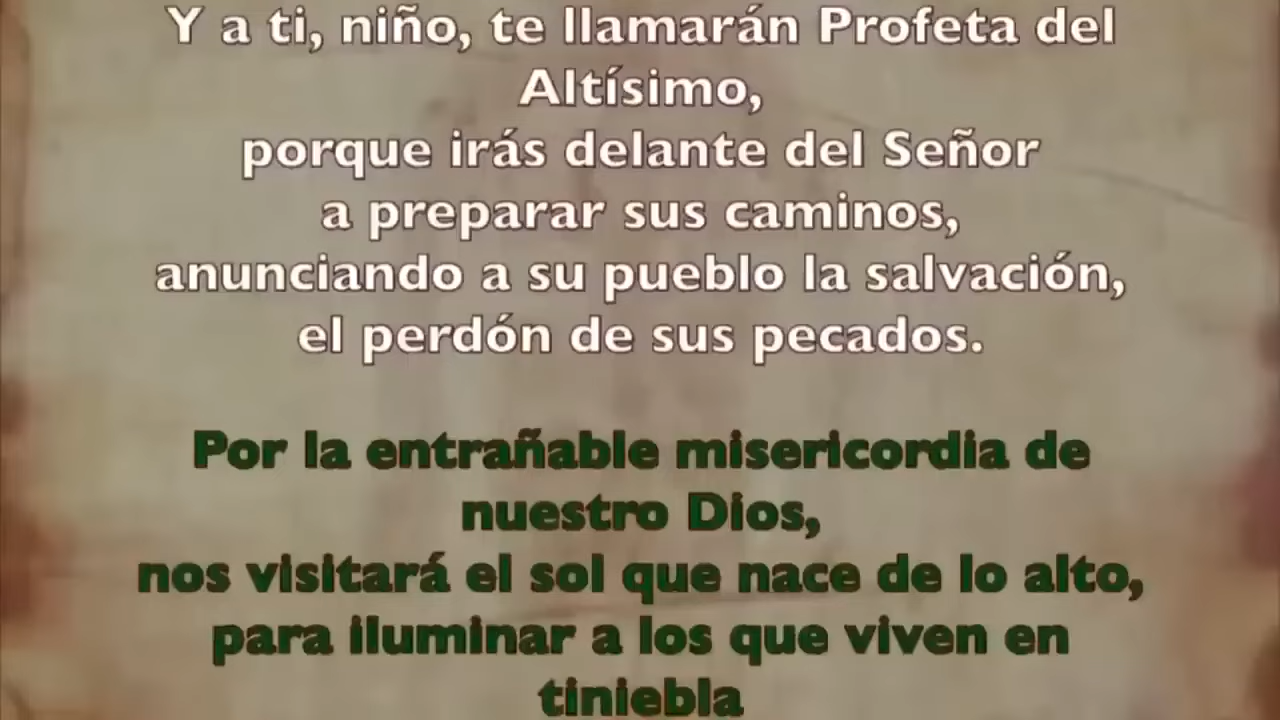 Y a ti, niño, te llamarán Profeta del
Altísimo,
porque irás delante del Señor
a preparar sus caminos,
anunciando a su pueblo la salvación,
el perdón de sus pecados.
Por la entrañable misericordia de
nuestro Dios,
nos visitará el sol que nace de lo alto,
para iluminar a los que viven en
tiniebla